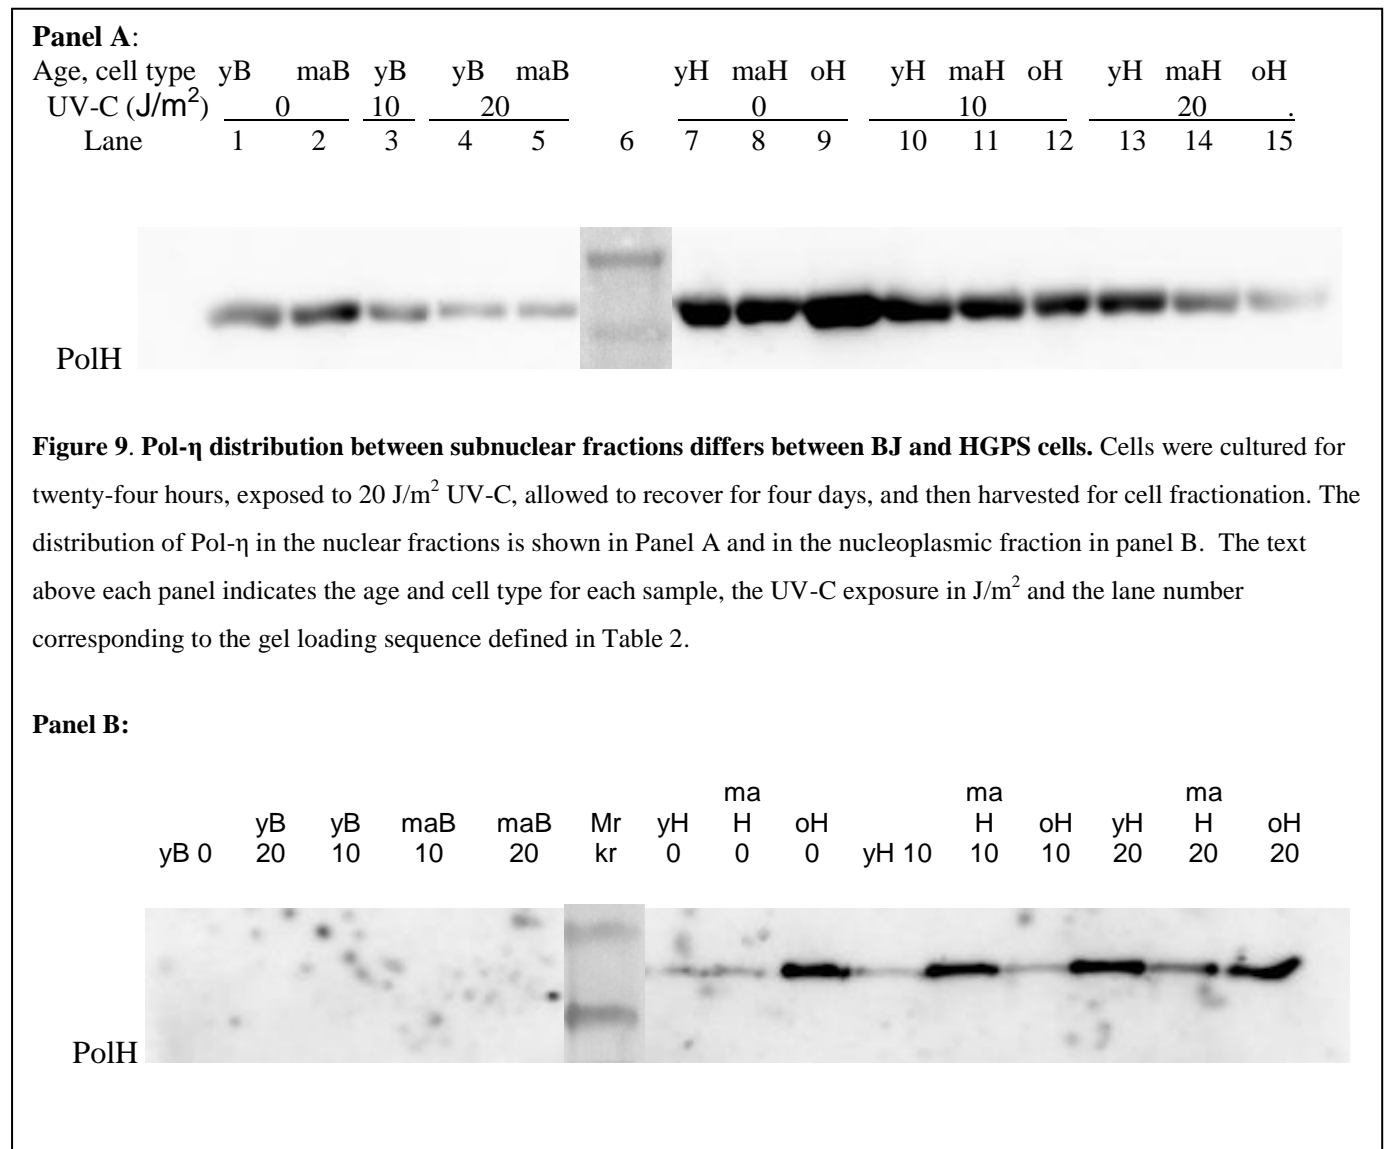 Panel A:
Age, cell type yB maB yB yB maB yH maH oH yH maH oH yH maH oH
UV-C (J/m²) 0 10 20 0 10 20 .
Lane 1 2 3 4 5 6 7 8 9 10 11 12 13 14 15
PolH
Figure 9. Pol-η distribution between subnuclear fractions differs between BJ and HGPS cells. Cells were cultured for
twenty-four hours, exposed to 20 J/m² UV-C, allowed to recover for four days, and then harvested for cell fractionation. The
distribution of Pol-η in the nuclear fractions is shown in Panel A and in the nucleoplasmic fraction in panel B. The text
above each panel indicates the age and cell type for each sample, the UV-C exposure in J/m² and the lane number
corresponding to the gel loading sequence defined in Table 2.
Panel B:
ma ma ma
yB yB maB maB Mr yH H oH H oH yH H oH
yB 0 20 10 10 20 kr 0 0 0 yH 10 10 10 20 20 20
PolH